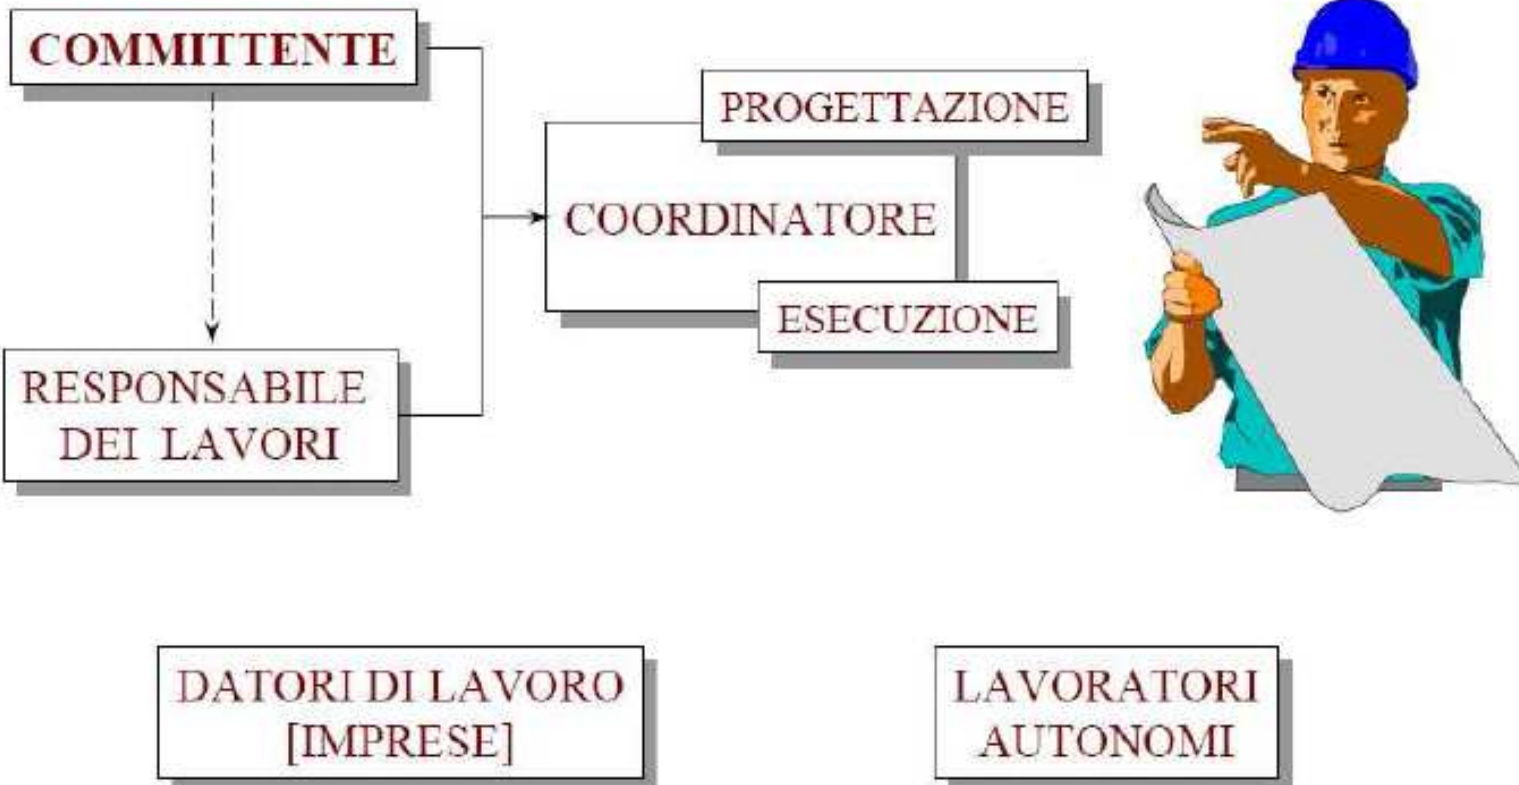 COMMITTENTE
PROGETTAZIONE
COORDINATORE
ESECUZIONE
RESPONSABILE
DEI LAVORI
DATORI DI LAVORO
[IMPRESE]
LAVORATORI
AUTONOMI